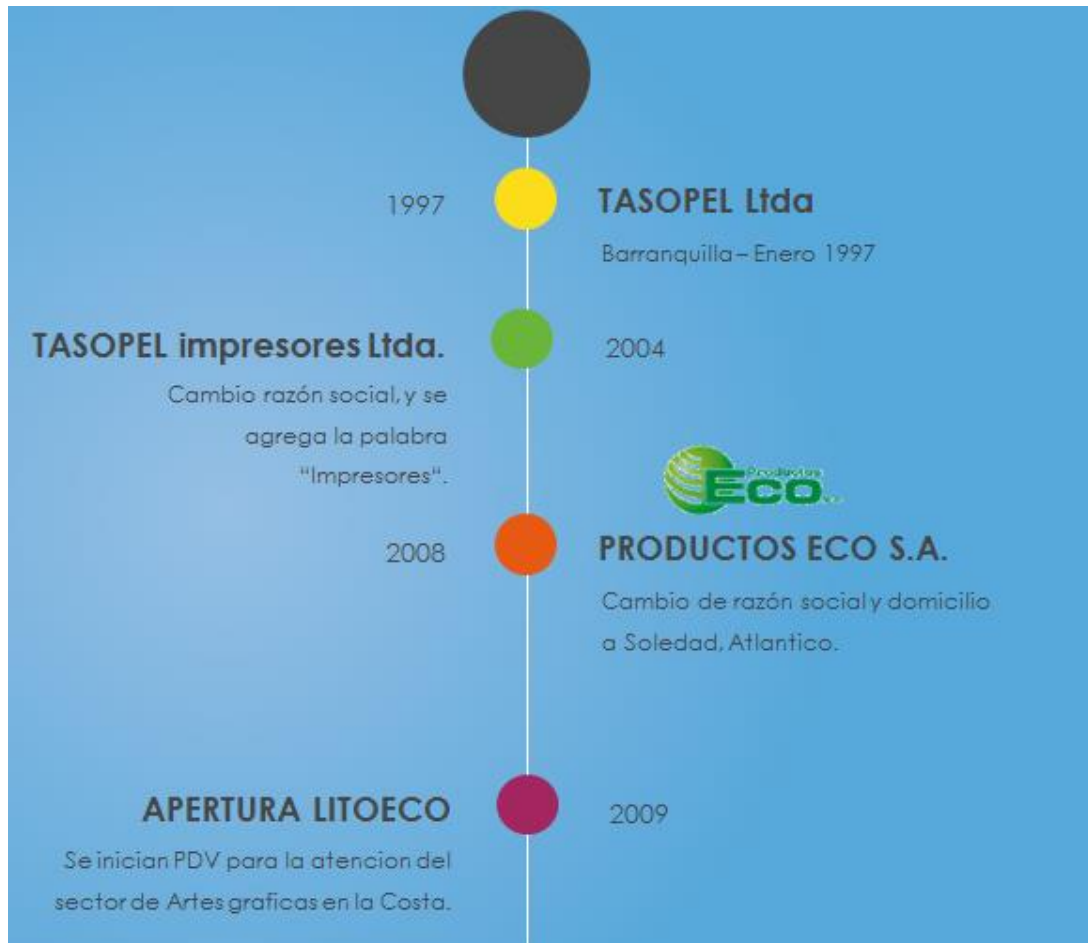 1997
TASOPEL Ltda
Barranquilla – Enero 1997
TASOPEL impresores Ltda.
2004
Cambio razón social, y se
agrega la palabra
“Impresores“.
Productos
Eco
2008
PRODUCTOS ECO S.A.
Cambio de razón social y domicilio
a Soledad, Atlantico.
APERTURA LITOECO
2009
Se inician PDV para la atencion del
sector de Artes graficas en la Costa.